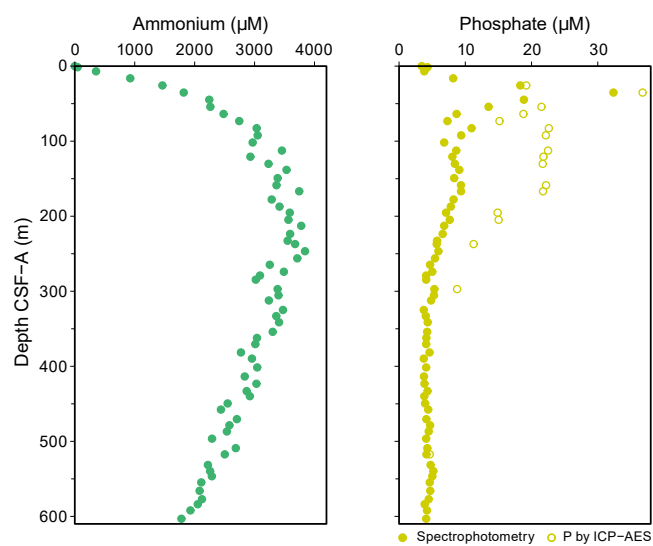 Ammonium (µM)
Phosphate (µM)
0 1000 2000 3000 4000
0 10 20 30
0
100
200
300
400
500
600
Depth CSF−A (m)
Spectrophotometry P by ICP−AES